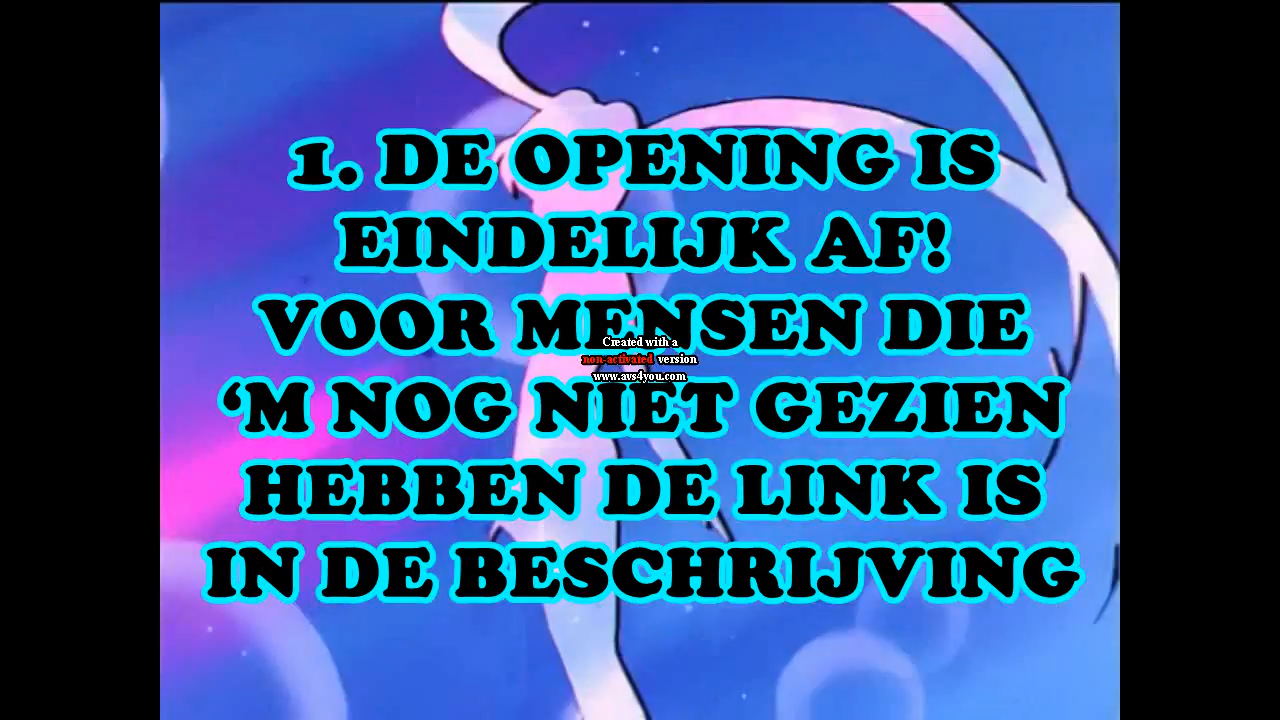 1. DE OPENING IS
EINDELIJK AF!
VOOR MENSEN DIE
Created with a
non-activated version
www.avs4you.com
‘M NOG NIET GEZIEN
HEBBEN DE LINK IS
IN DE BESCHRIJVING